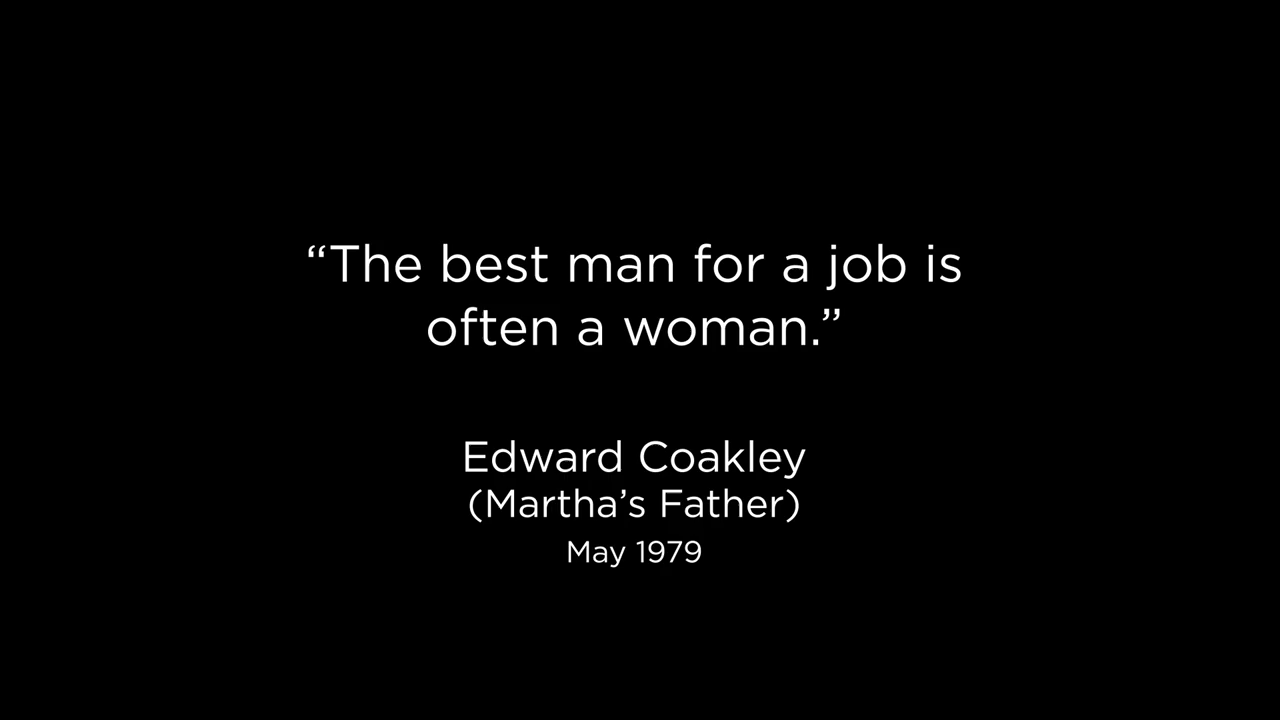 “The best man for a job is
often a woman.”
Edward Coakley
(Martha’s Father)
May 1979